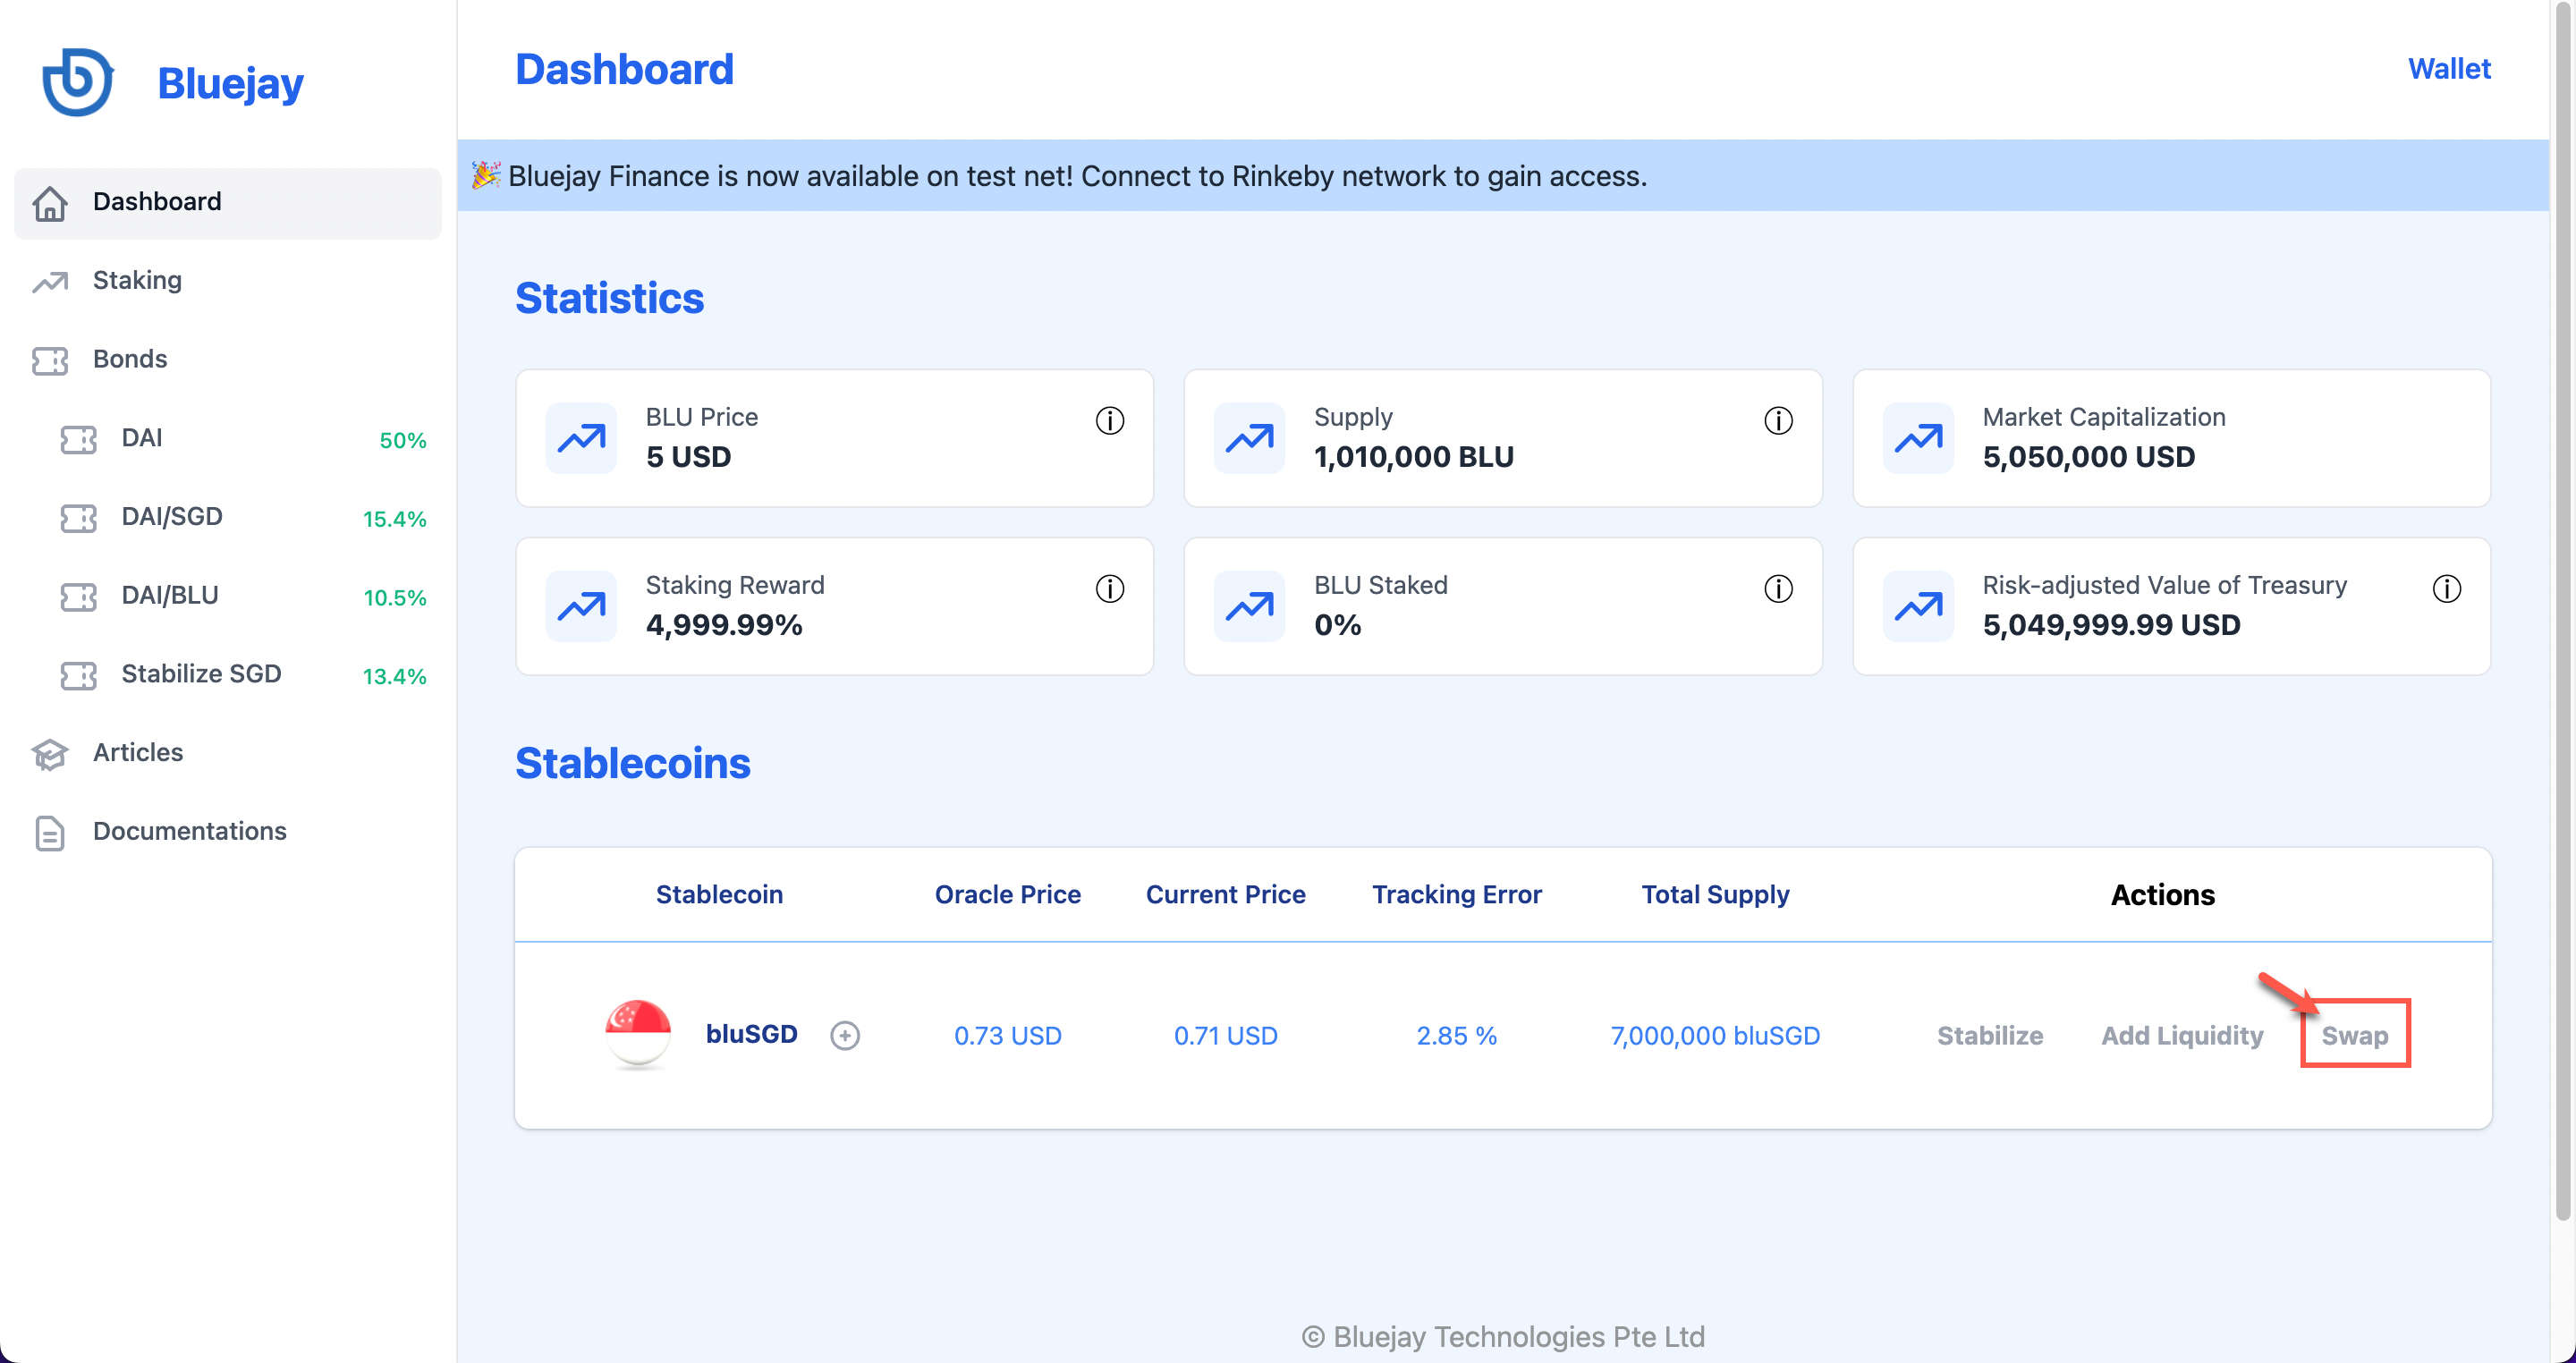 Bluejay
Dashboard
Staking
Bonds
DAI 50%
DAI/SGD 15.4%
DAI/BLU 10.5%
Stabilize SGD 13.4%
Articles
Documentations
Dashboard
Wallet
🎉 Bluejay Finance is now available on test net! Connect to Rinkeby network to gain access.
Statistics
BLU Price
5 USD
Supply
1,010,000 BLU
Market Capitalization
5,050,000 USD
Staking Reward
4,999.99%
BLU Staked
0%
Risk-adjusted Value of Treasury
5,049,999.99 USD
Stablecoins
Stablecoin Oracle Price Current Price Tracking Error Total Supply Actions
bluSGD 0.73 USD 0.71 USD 2.85 % 7,000,000 bluSGD Stabilize Add Liquidity Swap
© Bluejay Technologies Pte Ltd